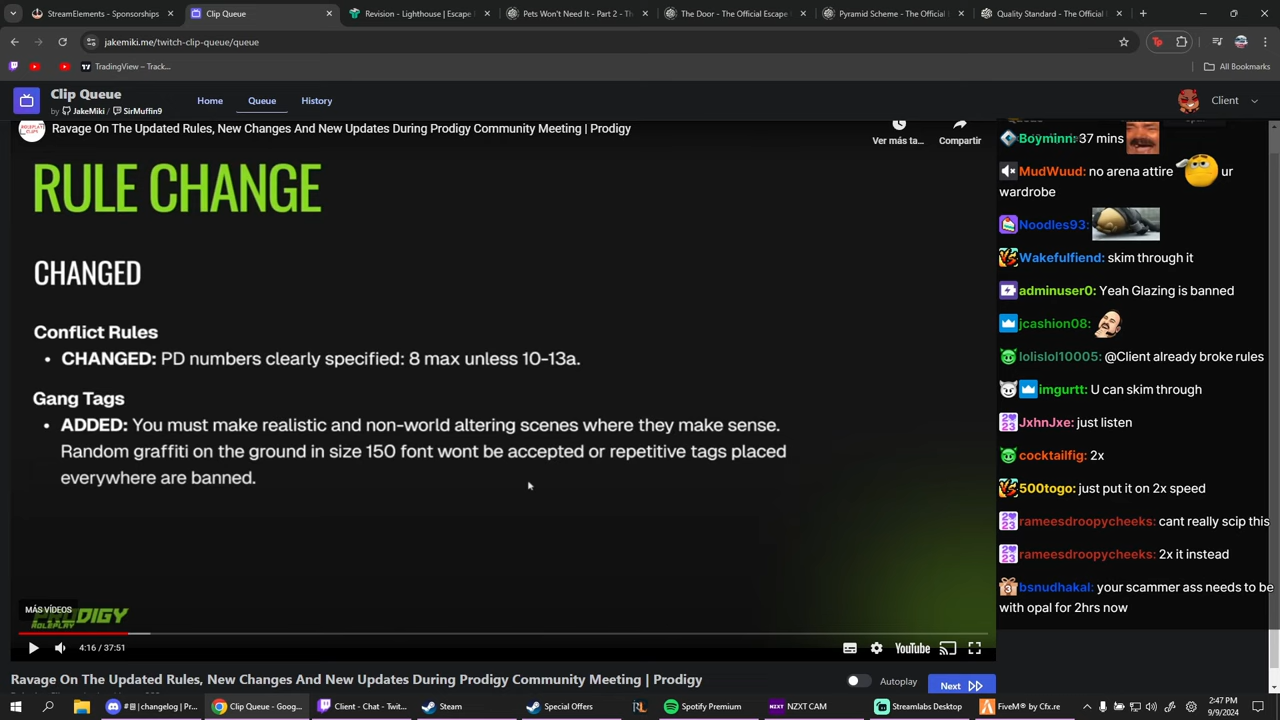 StreamElements - Sponsorships
Clip Queue
Revision - Lighthouse | Escape
Pets Won't Need It - Part 2 - Th
The Door - The Official Escape
Pyramid Scheme - The Official
Quality Standard - The Official
jakemiki.me/twitch-clip-queue/queue
TradingView – Track...
All Bookmarks
Clip Queue
by JakeMiki / SirMuffin9
Home
Queue
History
Client
Ravage On The Updated Rules, New Changes And New Updates During Prodigy Community Meeting | Prodigy
Ver más ta...
Compartir
RULE CHANGE
CHANGED
Conflict Rules
• CHANGED: PD numbers clearly specified: 8 max unless 10-13a.
Gang Tags
• ADDED: You must make realistic and non-world altering scenes where they make sense.
Random graffiti on the ground in size 150 font wont be accepted or repetitive tags placed
everywhere are banned.
MÁS VÍDEOS
PRODIGY
ROLEPLAY
4:16 / 37:51
YouTube
Ravage On The Updated Rules, New Changes And New Updates During Prodigy Community Meeting | Prodigy
Autoplay
Next
Boyminn: 37 mins
MudWuud: no arena attire ur
wardrobe
Noodles93:
Wakefulfiend: skim through it
adminuser0: Yeah Glazing is banned
jcashion08:
lolislol10005: @Client already broke rules
imgurtt: U can skim through
JxhnJxe: just listen
cocktailfig: 2x
500togo: just put it on 2x speed
rameesdroopycheeks: cant really scip this
rameesdroopycheeks: 2x it instead
bsnudhakal: your scammer ass needs to be
with opal for 2hrs now
#📄|changelog | Pr...
Clip Queue - Goog...
Client - Chat - Twit...
Steam
Special Offers
Spotify Premium
NZXT CAM
Streamlabs Desktop
FiveM® by Cfx.re
2:47 PM
9/9/2024